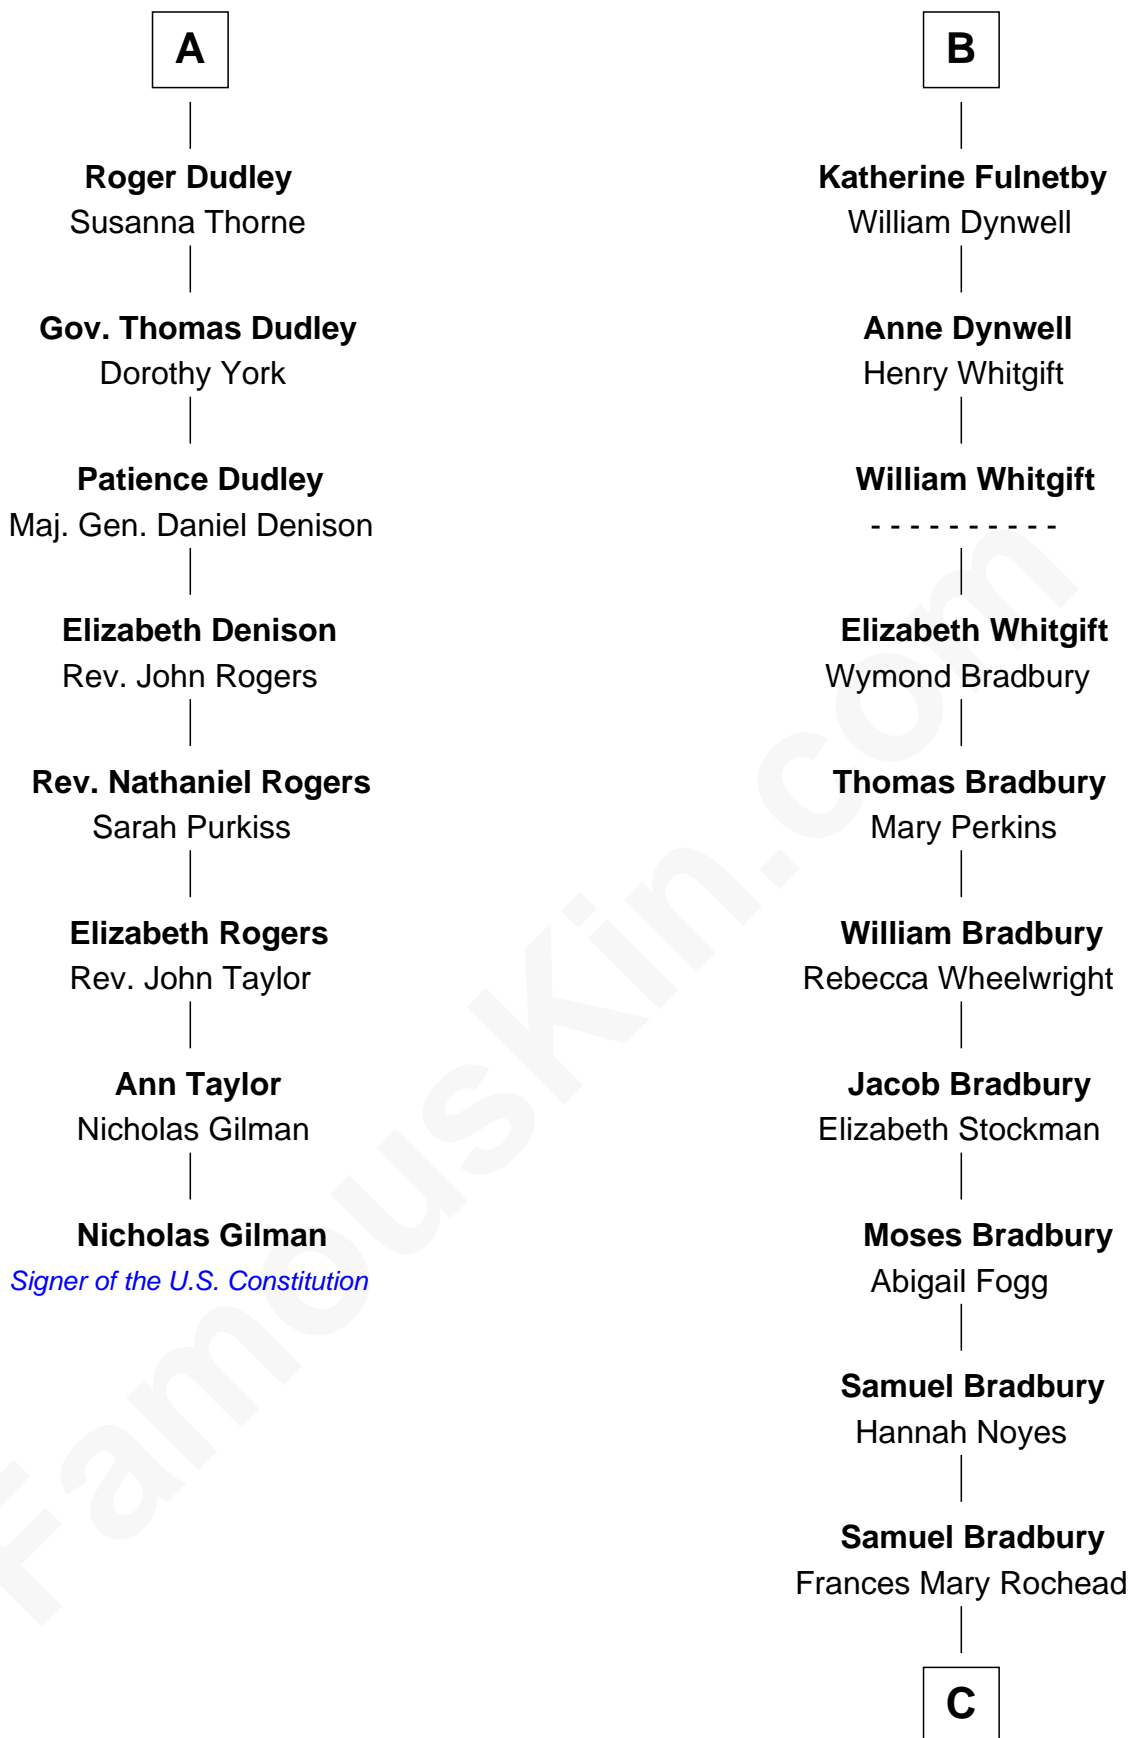 A
Roger Dudley
Susanna Thorne
Gov. Thomas Dudley
Dorothy York
Patience Dudley
Maj. Gen. Daniel Denison
Elizabeth Denison
Rev. John Rogers
Rev. Nathaniel Rogers
Sarah Purkiss
Elizabeth Rogers
Rev. John Taylor
Ann Taylor
Nicholas Gilman
Nicholas Gilman
Signer of the U.S. Constitution
B
Katherine Fulnetby
William Dynwell
Anne Dynwell
Henry Whitgift
William Whitgift
- - - - - - - - - -
Elizabeth Whitgift
Wymond Bradbury
Thomas Bradbury
Mary Perkins
William Bradbury
Rebecca Wheelwright
Jacob Bradbury
Elizabeth Stockman
Moses Bradbury
Abigail Fogg
Samuel Bradbury
Hannah Noyes
Samuel Bradbury
Frances Mary Rochead
C
FamousKin.com